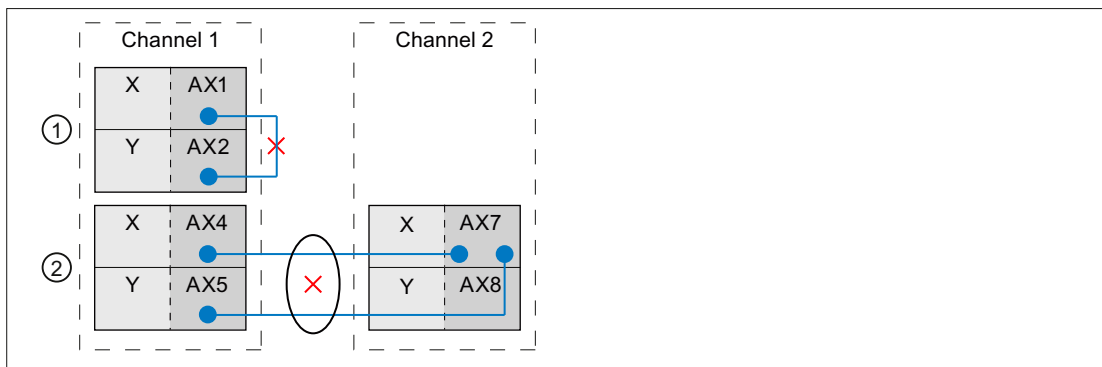 Channel 1 Channel 2
X AX1
①
Y AX2
X AX4 X AX7
②
Y AX5 Y AX8